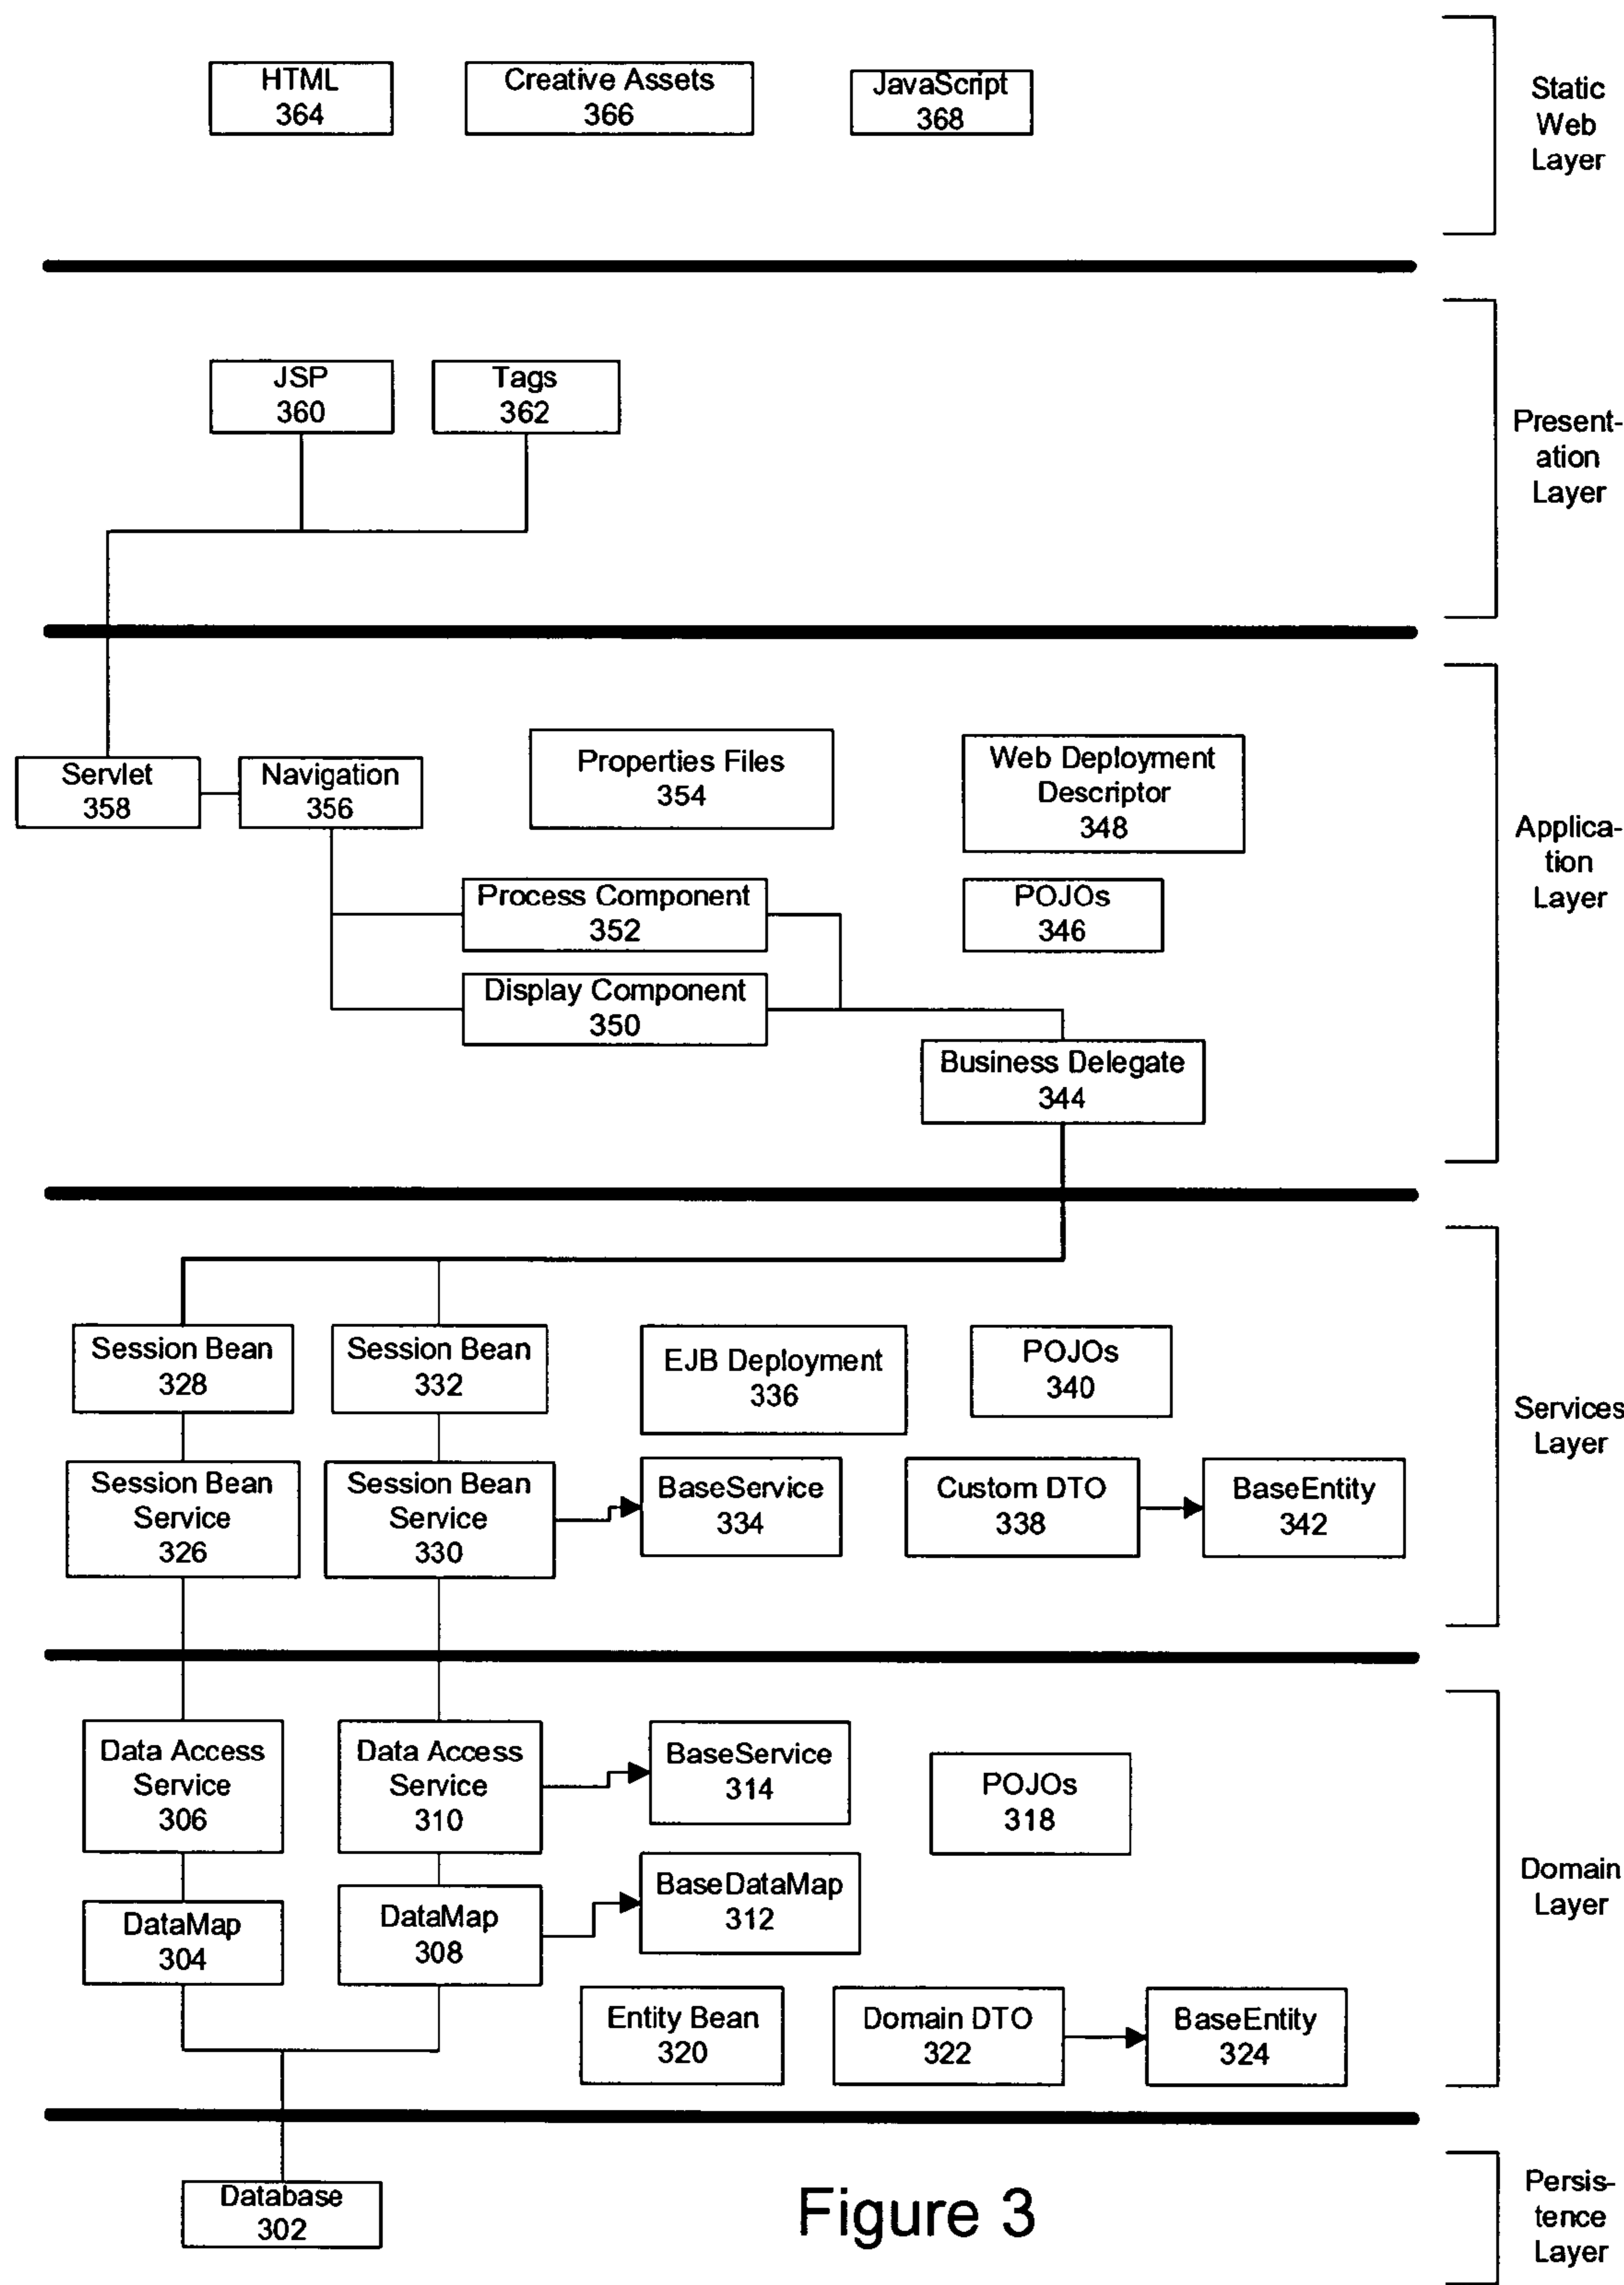 HTML
364
Creative Assets
366
JavaScript
368
Static
Web
Layer
JSP
360
Tags
362
Present-
ation
Layer
Servlet
358
Navigation
356
Properties Files
354
Web Deployment
Descriptor
348
Process Component
352
POJOs
346
Display Component
350
Business Delegate
344
Applica-
tion
Layer
Session Bean
328
Session Bean
332
EJB Deployment
336
POJOs
340
Session Bean
Service
326
Session Bean
Service
330
BaseService
334
Custom DTO
338
BaseEntity
342
Services
Layer
Data Access
Service
306
Data Access
Service
310
BaseService
314
POJOs
318
DataMap
304
DataMap
308
BaseDataMap
312
Entity Bean
320
Domain DTO
322
BaseEntity
324
Domain
Layer
Database
302
Figure 3
Persis-
tence
Layer